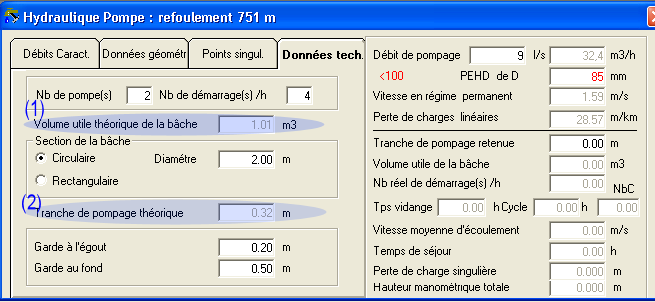 Hydraulique Pompe : refoulement 751 m
Débits Caract.
Données géométr
Points singul.
Données tech.
Nb de pompe(s) 2 Nb de démarrage(s) /h 4
(1)
Volume utile théorique de la bâche 1.01 m3
Section de la bâche
Circulaire Diamétre 2.00 m
Rectangulaire
(2)
Tranche de pompage théorique 0.32 m
Garde à l'égout 0.20 m
Garde au fond 0.50 m
Débit de pompage 9 l/s 32,4 m3/h
<100 PEHD de D 85 mm
Vitesse en régime permanent 1.59 m/s
Perte de charges linéaires 28.57 m/km
Tranche de pompage retenue 0.00 m
Volume utile de la bâche 0.00 m3
Nb réel de démarrage(s) /h 0.00 NbC
Tps vidange 0.00 h Cycle 0.00 h 0.00
Vitesse moyenne d'écoulement 0.00 m/s
Temps de séjour 0.00 h
Perte de charge singulière 0.000 m
Hauteur manométrique totale 0.000 m